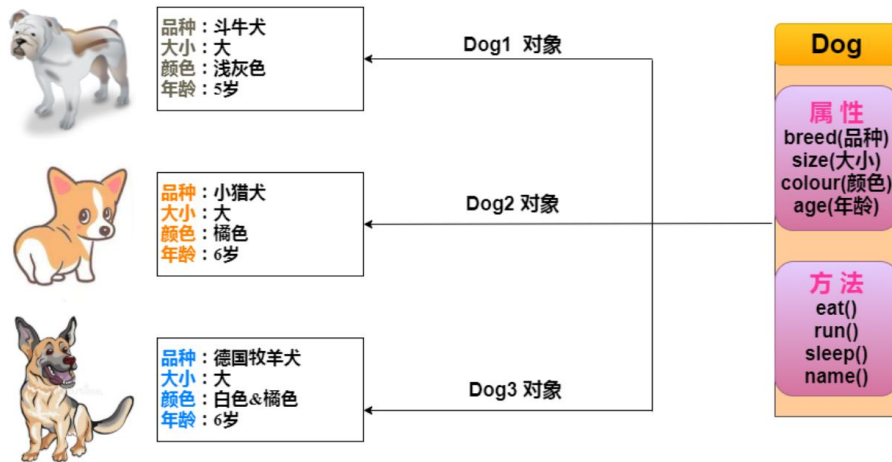 品种：斗牛犬
大小：大
颜色：浅灰色
年龄：5岁
Dog1 对象
品种：小猎犬
大小：大
颜色：橘色
年龄：6岁
Dog2 对象
品种：德国牧羊犬
大小：大
颜色：白色&橘色
年龄：6岁
Dog3 对象
Dog
属 性
breed(品种)
size(大小)
colour(颜色)
age(年龄)
方 法
eat()
run()
sleep()
name()